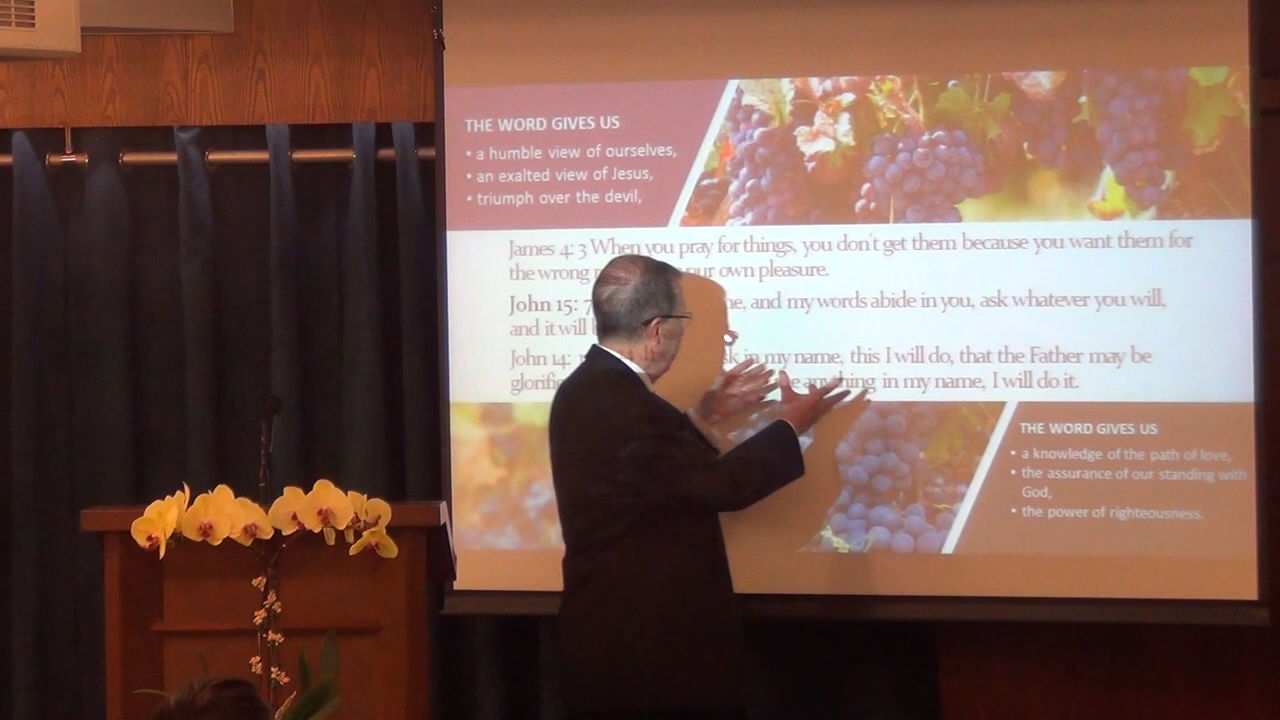 THE WORD GIVES US
• a humble view of ourselves,
• an exalted view of Jesus,
• triumph over the devil,
James 4: 3 When you pray for things, you don't get them because you want them for
the wrong own pleasure.
John 15: 7 and my words abide in you, ask whatever you will,
and it will
John 14: in my name, this I will do, that the Father may be
anything in my name, I will do it.
THE WORD GIVES US
• a knowledge of the path of love,
• the assurance of our standing with
God,
• the power of righteousness.